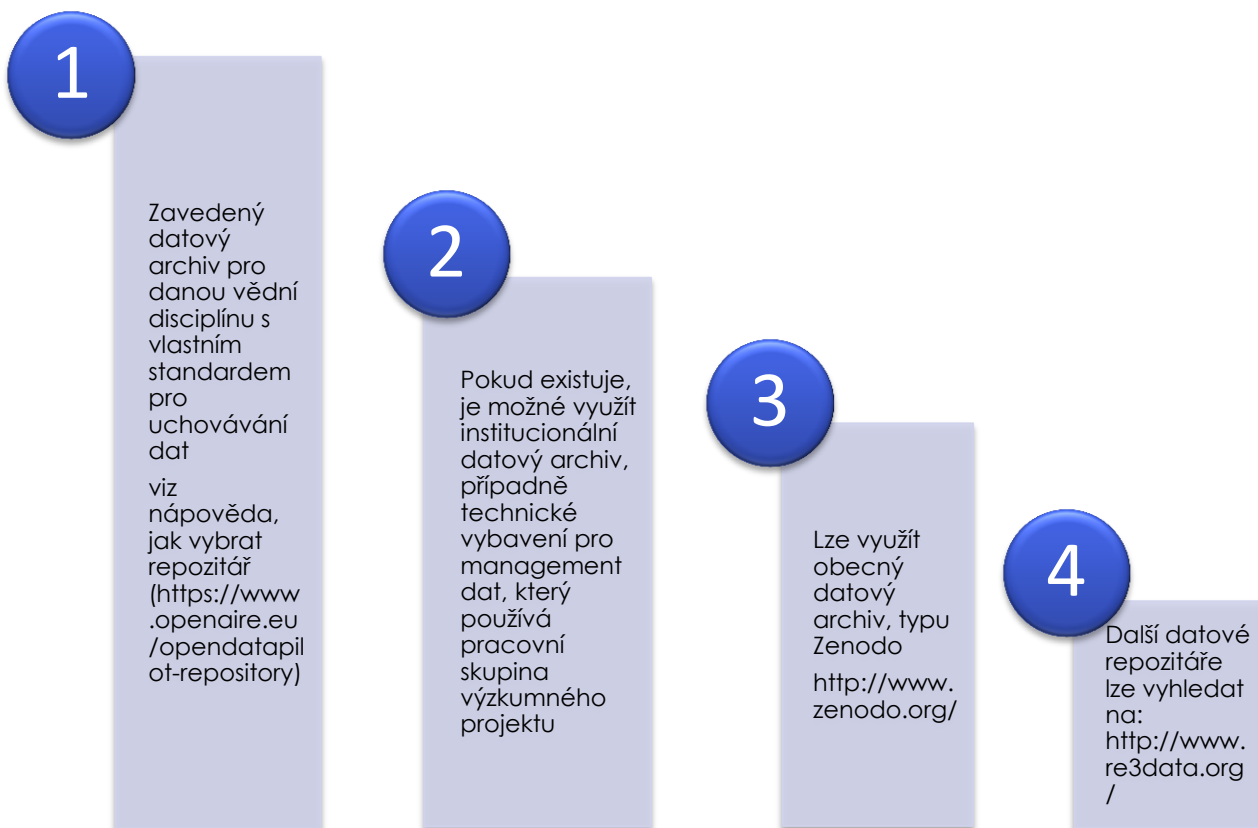 1
Zavedený
datový
archiv pro
danou vědní
disciplínu s
vlastním
standardem
pro
uchovávání
dat
viz
nápověda,
jak vybrat
repozitář
(https://www
.openaire.eu
/opendatapil
ot-repository)
2
Pokud existuje,
je možné využít
institucionální
datový archiv,
případně
technické
vybavení pro
management
dat, který
používá
pracovní
skupina
výzkumného
projektu
3
Lze využít
obecný
datový
archiv, typu
Zenodo
http://www.
zenodo.org/
4
Další datové
repozitáře
lze vyhledat
na:
http://www.
re3data.org
/